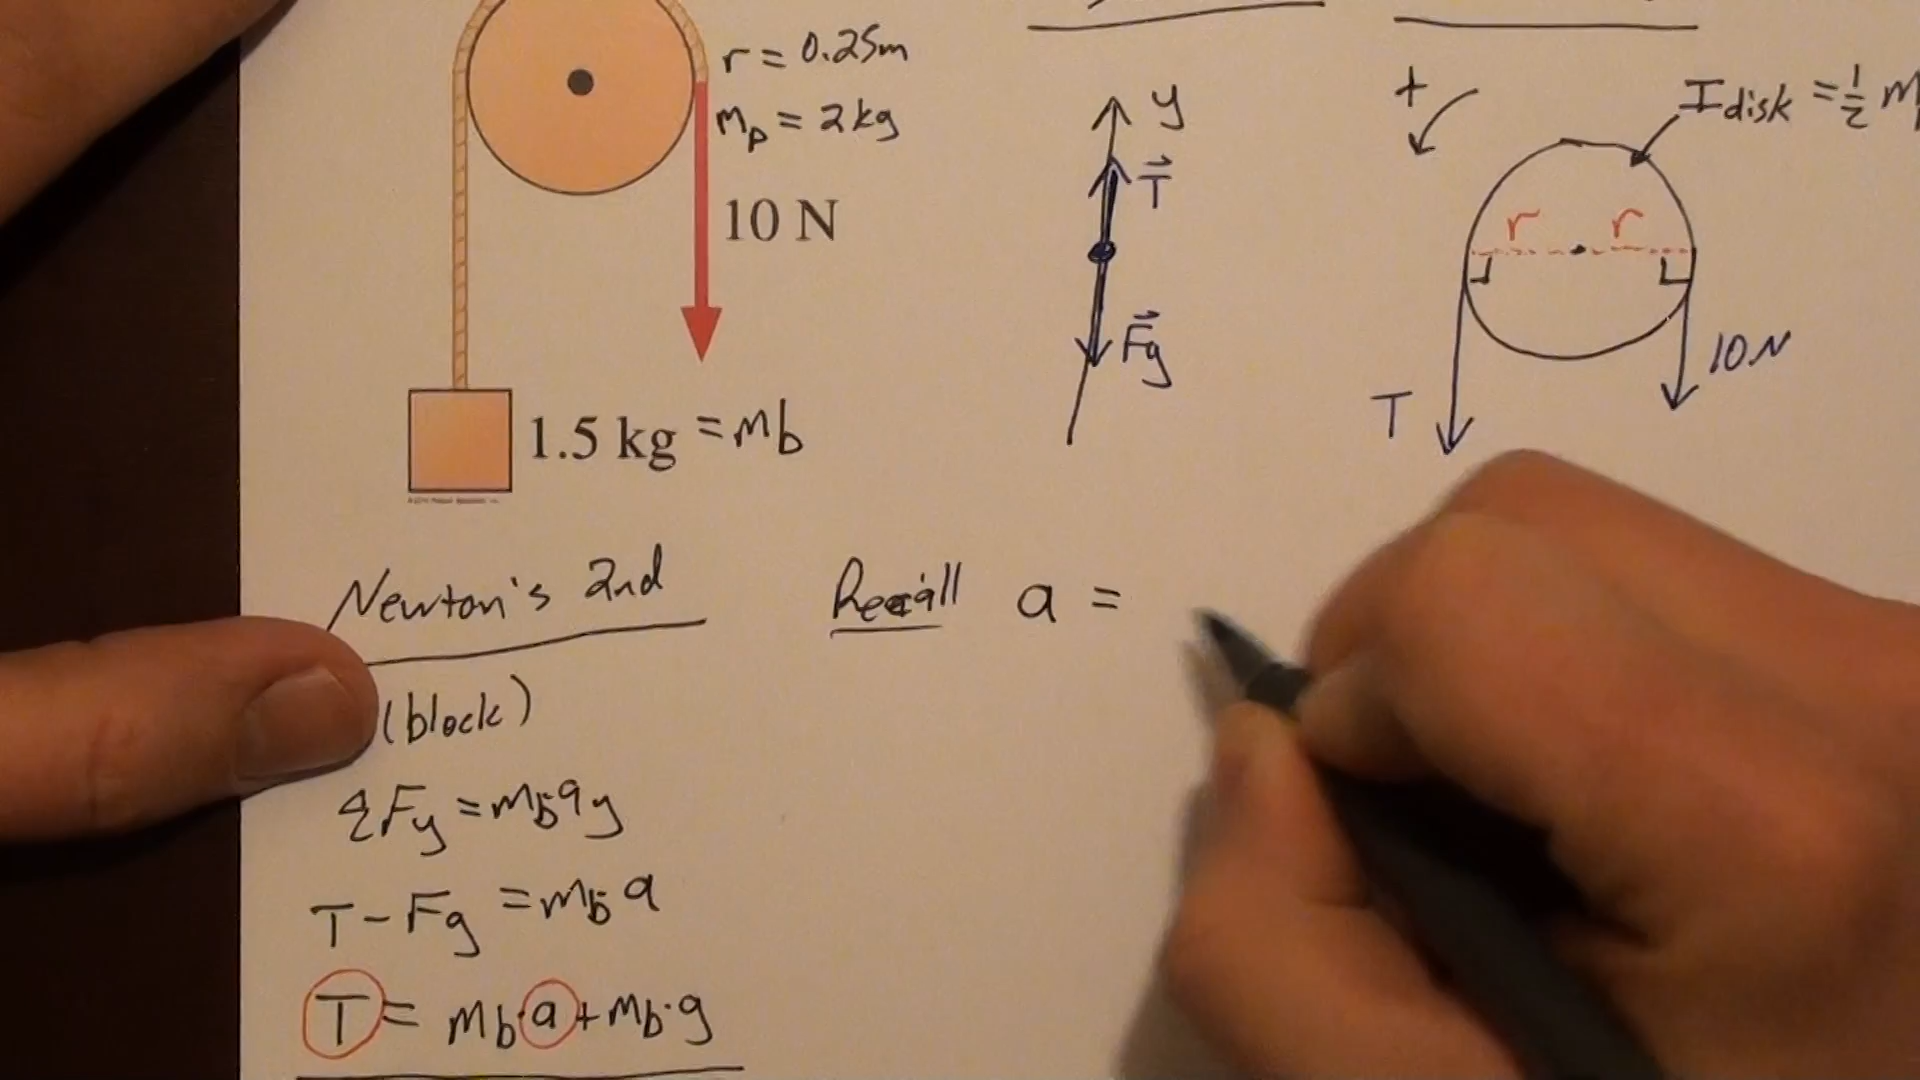 r = 0.25m
mp = 2kg
10 N
1.5 kg = mb
y
T
Fg
+
Idisk = 1/2 m
r r
T
10N
Newton's 2nd
(block)
ΣFy = mb ay
T - Fg = mb a
T = mb·a + mb·g
Recall a =